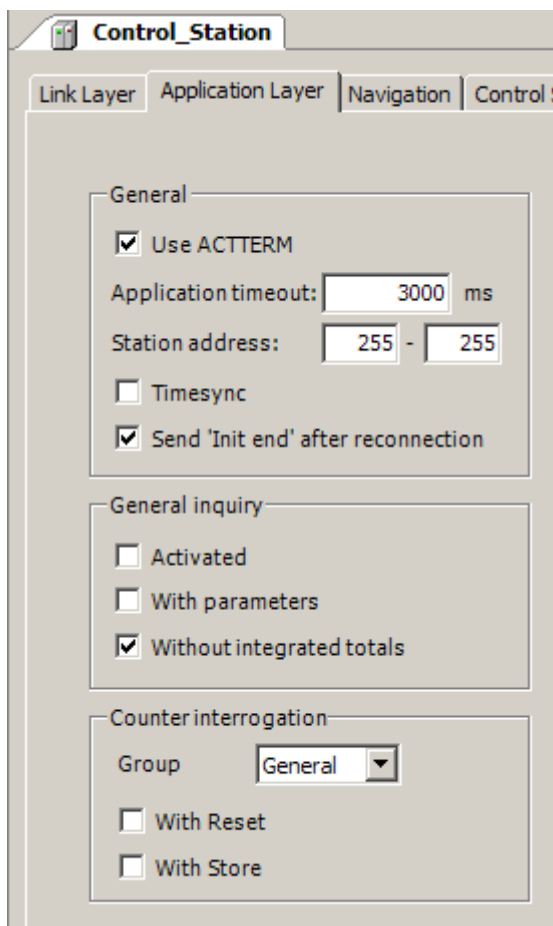 Control_Station
Link Layer Application Layer Navigation Control
General
Use ACTTERM
Application timeout: 3000 ms
Station address: 255 - 255
Timesync
Send 'Init end' after reconnection
General inquiry
Activated
With parameters
Without integrated totals
Counter interrogation
Group General
With Reset
With Store